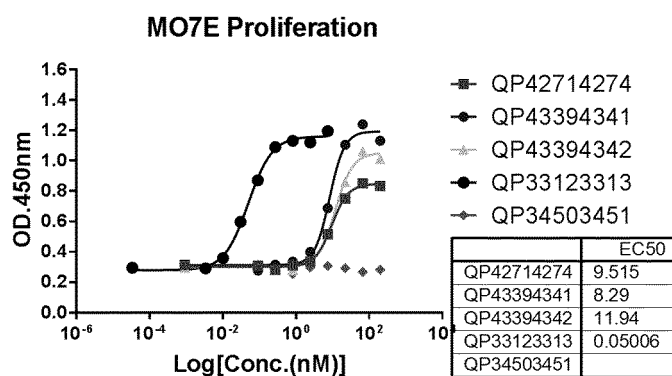 MO7E Proliferation
OD.450nm
1.6
1.4
1.2
1.0
0.8
0.6
0.4
0.2
0.0
10-6
10-4
10-2
100
102
Log[Conc.(nM)]
QP42714274
QP43394341
QP43394342
QP33123313
QP34503451
EC50
QP42714274 9.515
QP43394341 8.29
QP43394342 11.94
QP33123313 0.05006
QP34503451